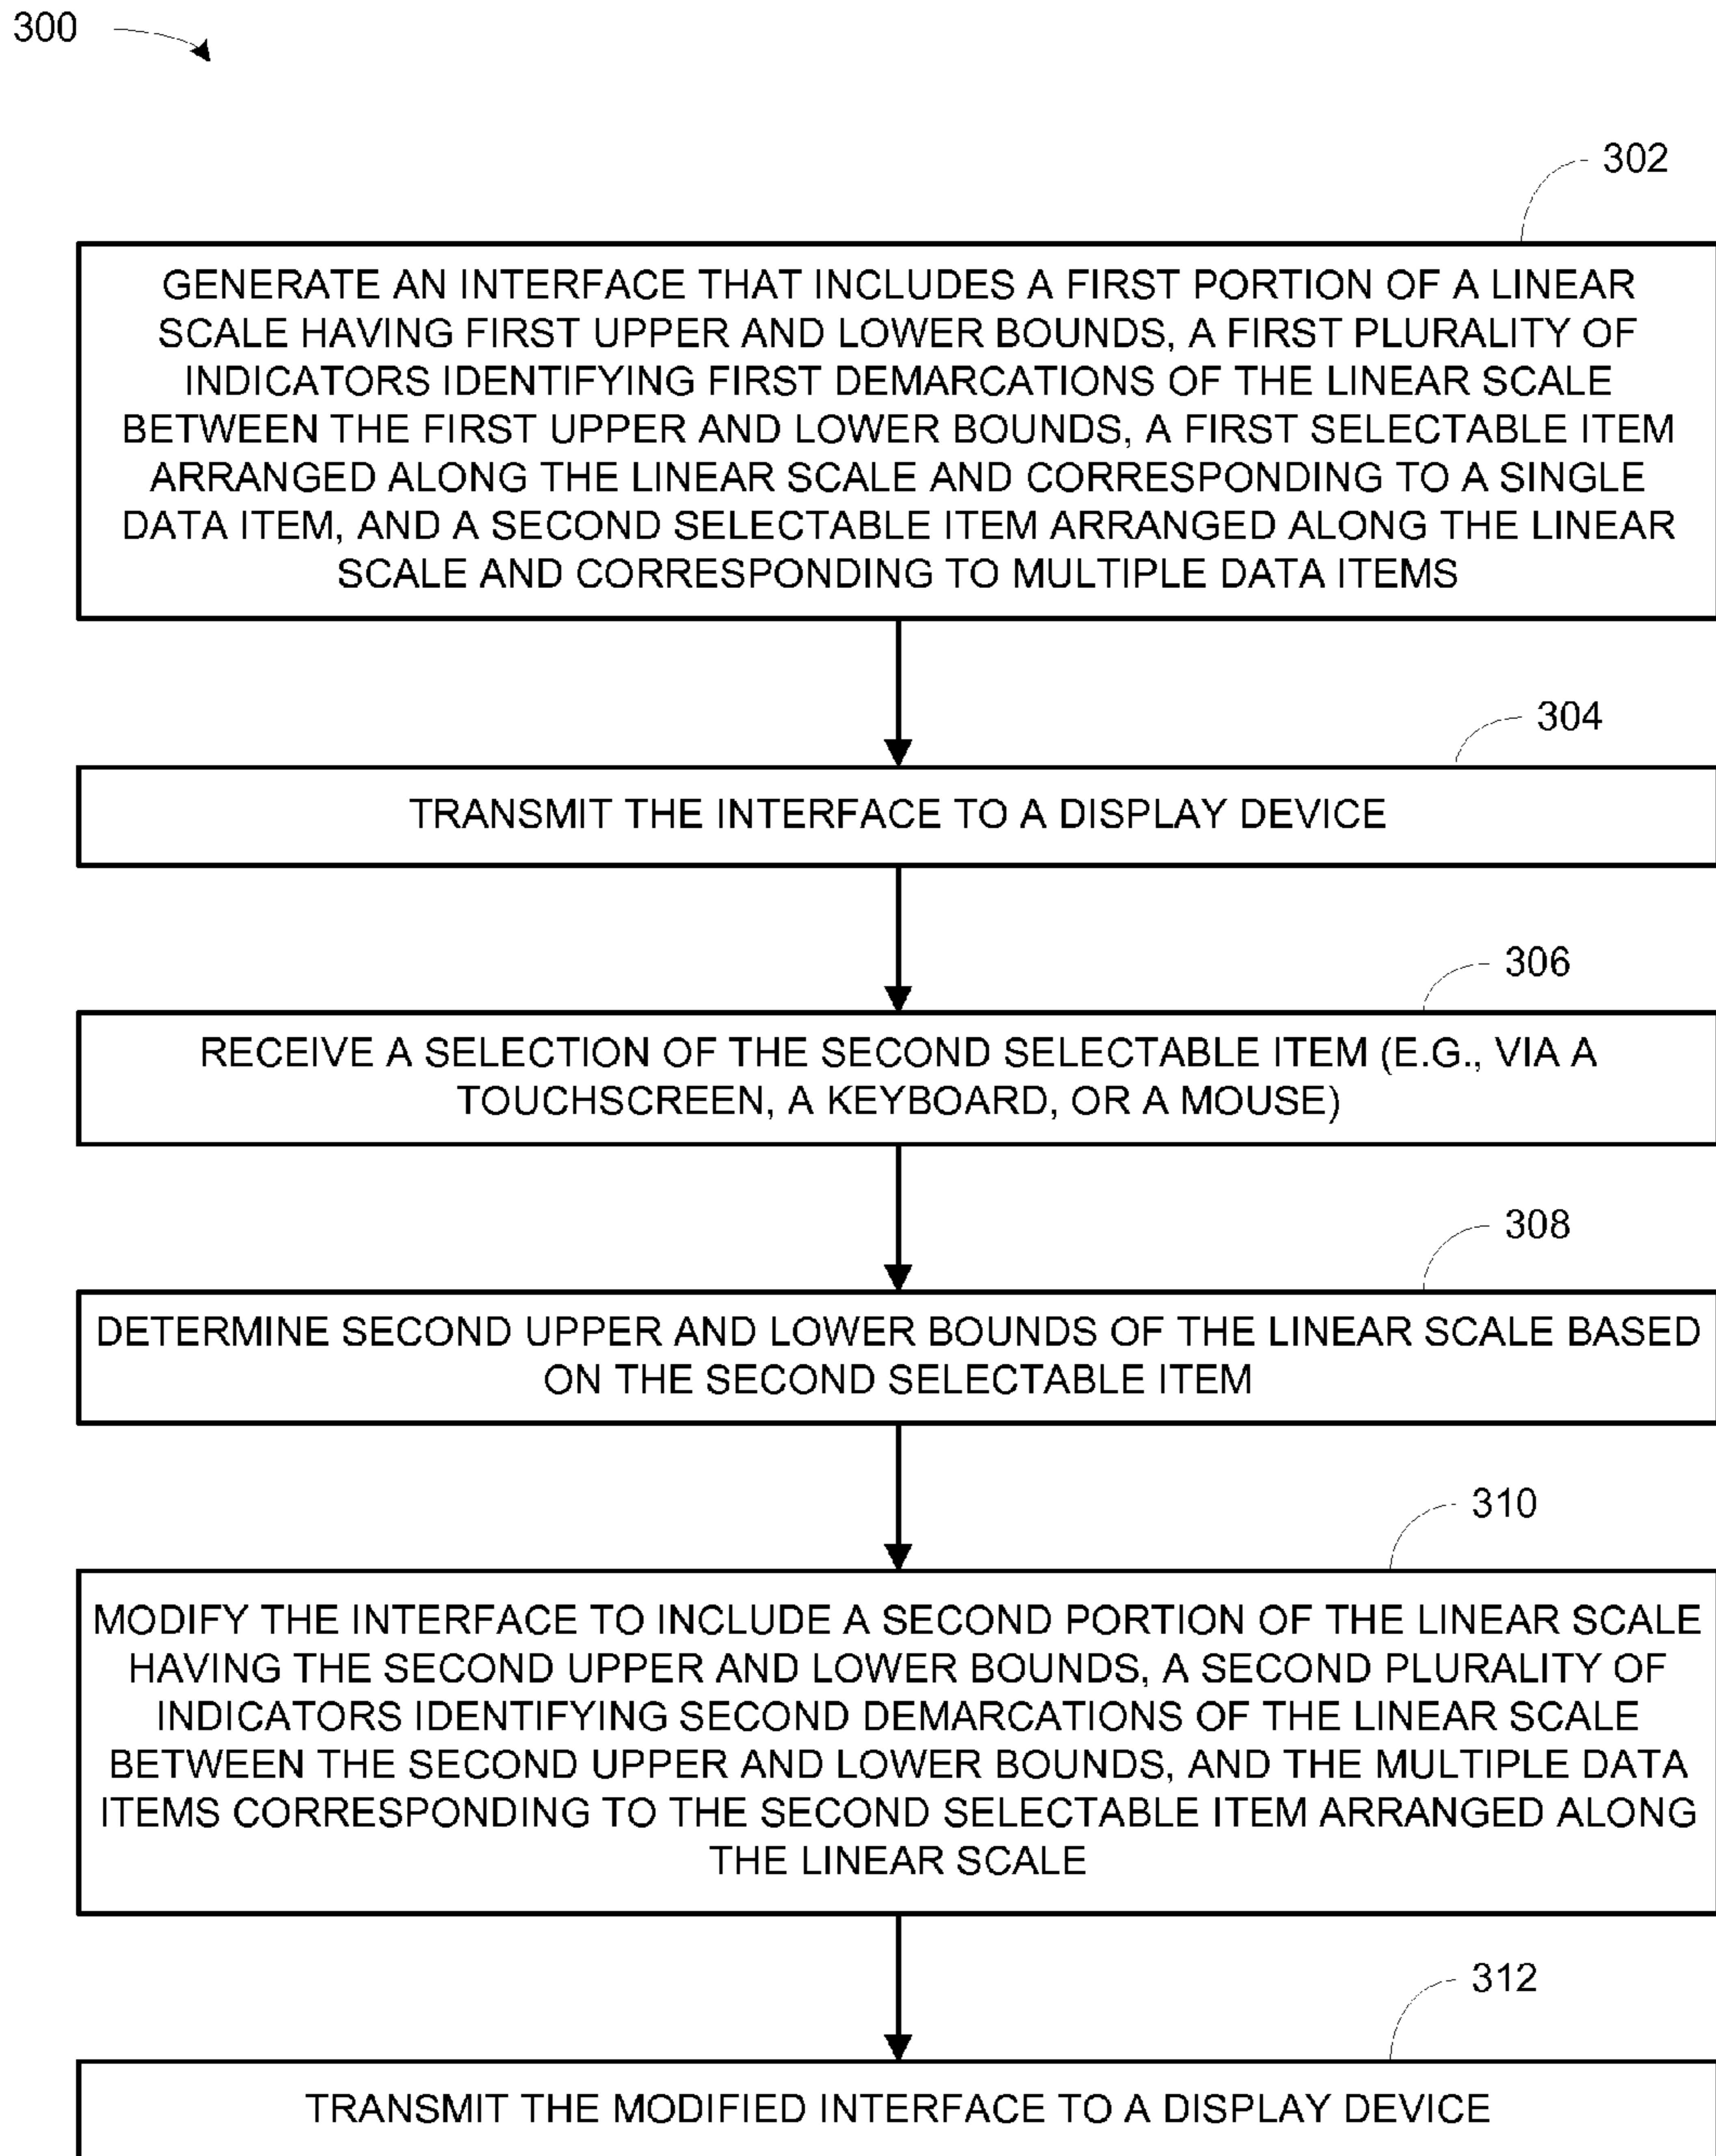 300
302
GENERATE AN INTERFACE THAT INCLUDES A FIRST PORTION OF A LINEAR
SCALE HAVING FIRST UPPER AND LOWER BOUNDS, A FIRST PLURALITY OF
INDICATORS IDENTIFYING FIRST DEMARCATIONS OF THE LINEAR SCALE
BETWEEN THE FIRST UPPER AND LOWER BOUNDS, A FIRST SELECTABLE ITEM
ARRANGED ALONG THE LINEAR SCALE AND CORRESPONDING TO A SINGLE
DATA ITEM, AND A SECOND SELECTABLE ITEM ARRANGED ALONG THE LINEAR
SCALE AND CORRESPONDING TO MULTIPLE DATA ITEMS
304
TRANSMIT THE INTERFACE TO A DISPLAY DEVICE
306
RECEIVE A SELECTION OF THE SECOND SELECTABLE ITEM (E.G., VIA A
TOUCHSCREEN, A KEYBOARD, OR A MOUSE)
308
DETERMINE SECOND UPPER AND LOWER BOUNDS OF THE LINEAR SCALE BASED
ON THE SECOND SELECTABLE ITEM
310
MODIFY THE INTERFACE TO INCLUDE A SECOND PORTION OF THE LINEAR SCALE
HAVING THE SECOND UPPER AND LOWER BOUNDS, A SECOND PLURALITY OF
INDICATORS IDENTIFYING SECOND DEMARCATIONS OF THE LINEAR SCALE
BETWEEN THE SECOND UPPER AND LOWER BOUNDS, AND THE MULTIPLE DATA
ITEMS CORRESPONDING TO THE SECOND SELECTABLE ITEM ARRANGED ALONG
THE LINEAR SCALE
312
TRANSMIT THE MODIFIED INTERFACE TO A DISPLAY DEVICE